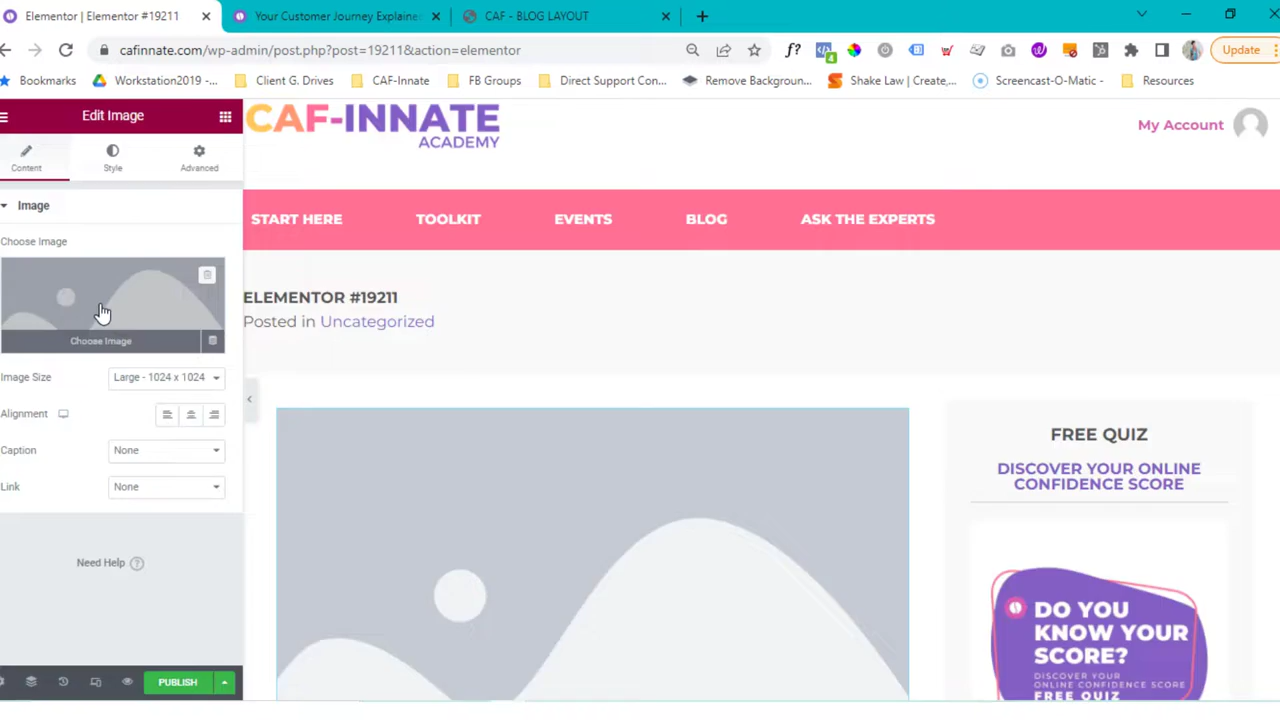 Elementor | Elementor #19211
Your Customer Journey Explaine
CAF - BLOG LAYOUT
cafinnate.com/wp-admin/post.php?post=19211&action=elementor
f?
4
Update
Bookmarks
Workstation2019 -...
Client G. Drives
CAF-Innate
FB Groups
Direct Support Con...
Remove Backgroun...
Shake Law | Create,...
Screencast-O-Matic -
Resources
Edit Image
Content
Style
Advanced
Image
Choose Image
Choose Image
Image Size
Large - 1024 x 1024
Alignment
Caption
None
Link
None
Need Help ?
PUBLISH
CAF-INNATE
ACADEMY
My Account
START HERE
TOOLKIT
EVENTS
BLOG
ASK THE EXPERTS
ELEMENTOR #19211
Posted in Uncategorized
FREE QUIZ
DISCOVER YOUR ONLINE
CONFIDENCE SCORE
DO YOU
KNOW YOUR
SCORE?
DISCOVER YOUR
ONLINE CONFIDENCE SCORE
FREE QUIZ